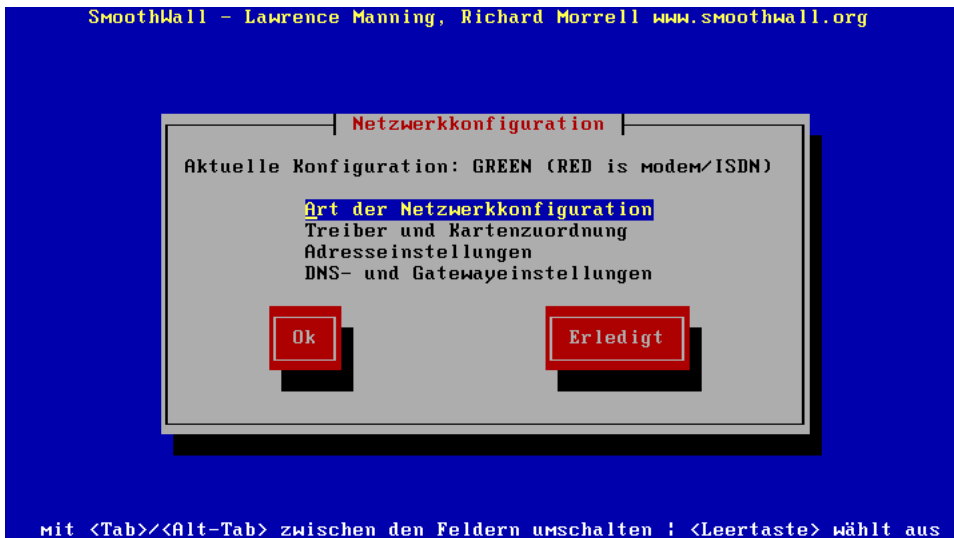 SmoothWall - Lawrence Manning, Richard Morrell www.smoothwall.org
Netzwerkkonfiguration
Aktuelle Konfiguration: GREEN (RED is modem/ISDN)
Art der Netzwerkkonfiguration
Treiber und Kartenzuordnung
Adresseinstellungen
DNS- und Gatewayeinstellungen
Ok Erledigt
mit <Tab>/<Alt-Tab> zwischen den Feldern umschalten ¦ <Leertaste> wählt aus